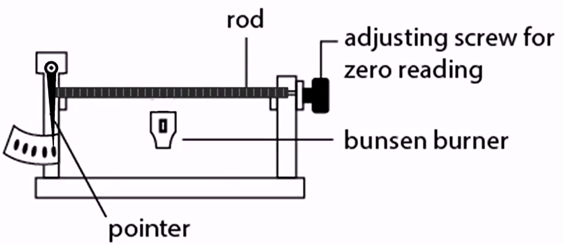 rod
adjusting screw for
zero reading
bunsen burner
pointer